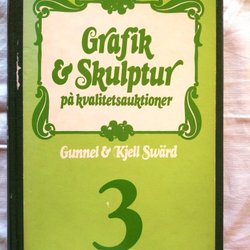 Grafik
& Skulptur
på kvalitetsauktioner
Gunnel & Kjell Swärd
3